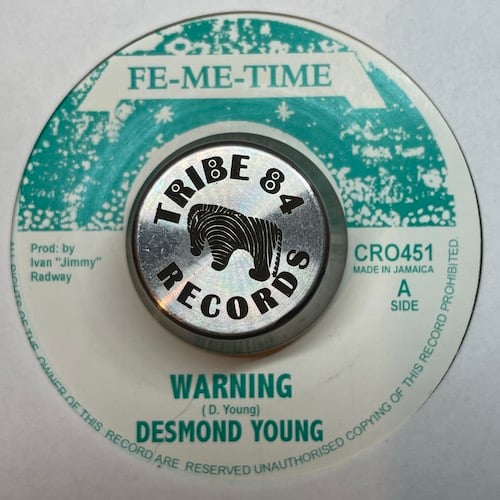 FE-ME-TIME
TRIBE 84
RECORDS
Prod: by
Ivan "Jimmy"
Radway
CRO451
MADE IN JAMAICA
A
SIDE
WARNING
( D. Young)
DESMOND YOUNG
ALL RIGHTS OF THE OWNER OF THIS RECORD ARE RESERVED UNAUTHORISED COPYING OF THIS RECORD PROHIBITED.